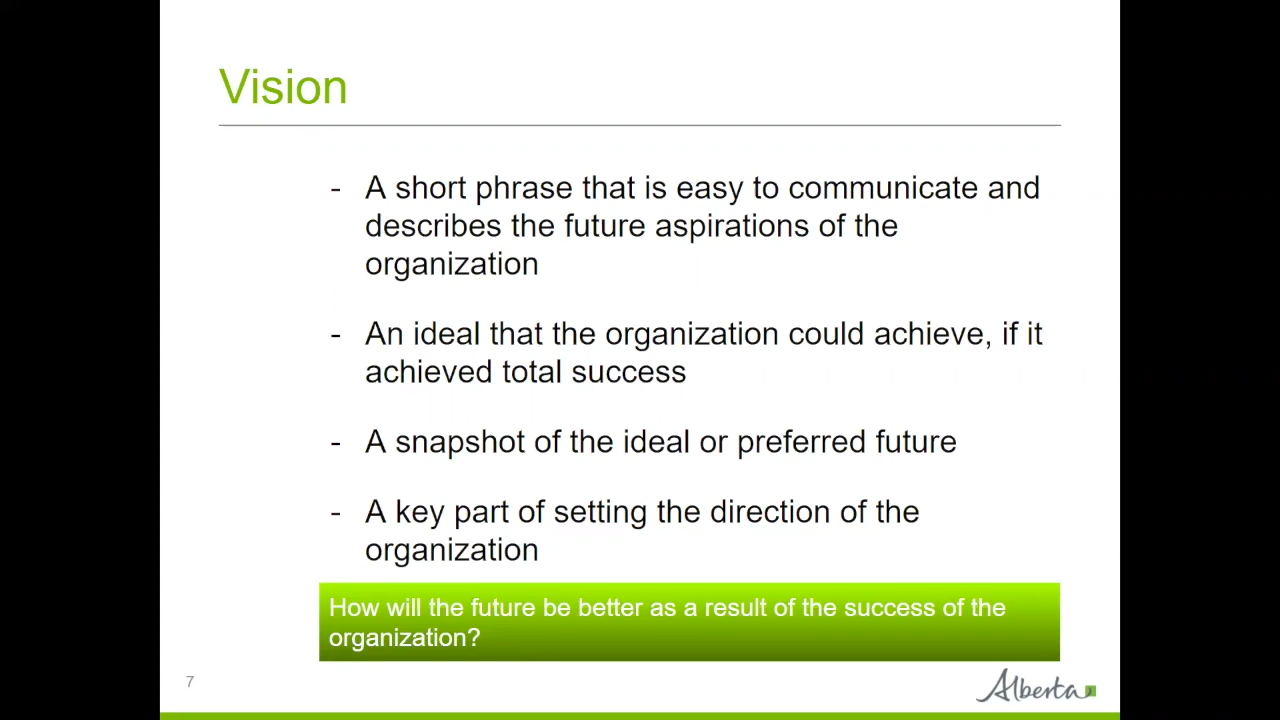 Vision
- A short phrase that is easy to communicate and
describes the future aspirations of the
organization
- An ideal that the organization could achieve, if it
achieved total success
- A snapshot of the ideal or preferred future
- A key part of setting the direction of the
organization
How will the future be better as a result of the success of the
organization?
7
Alberta